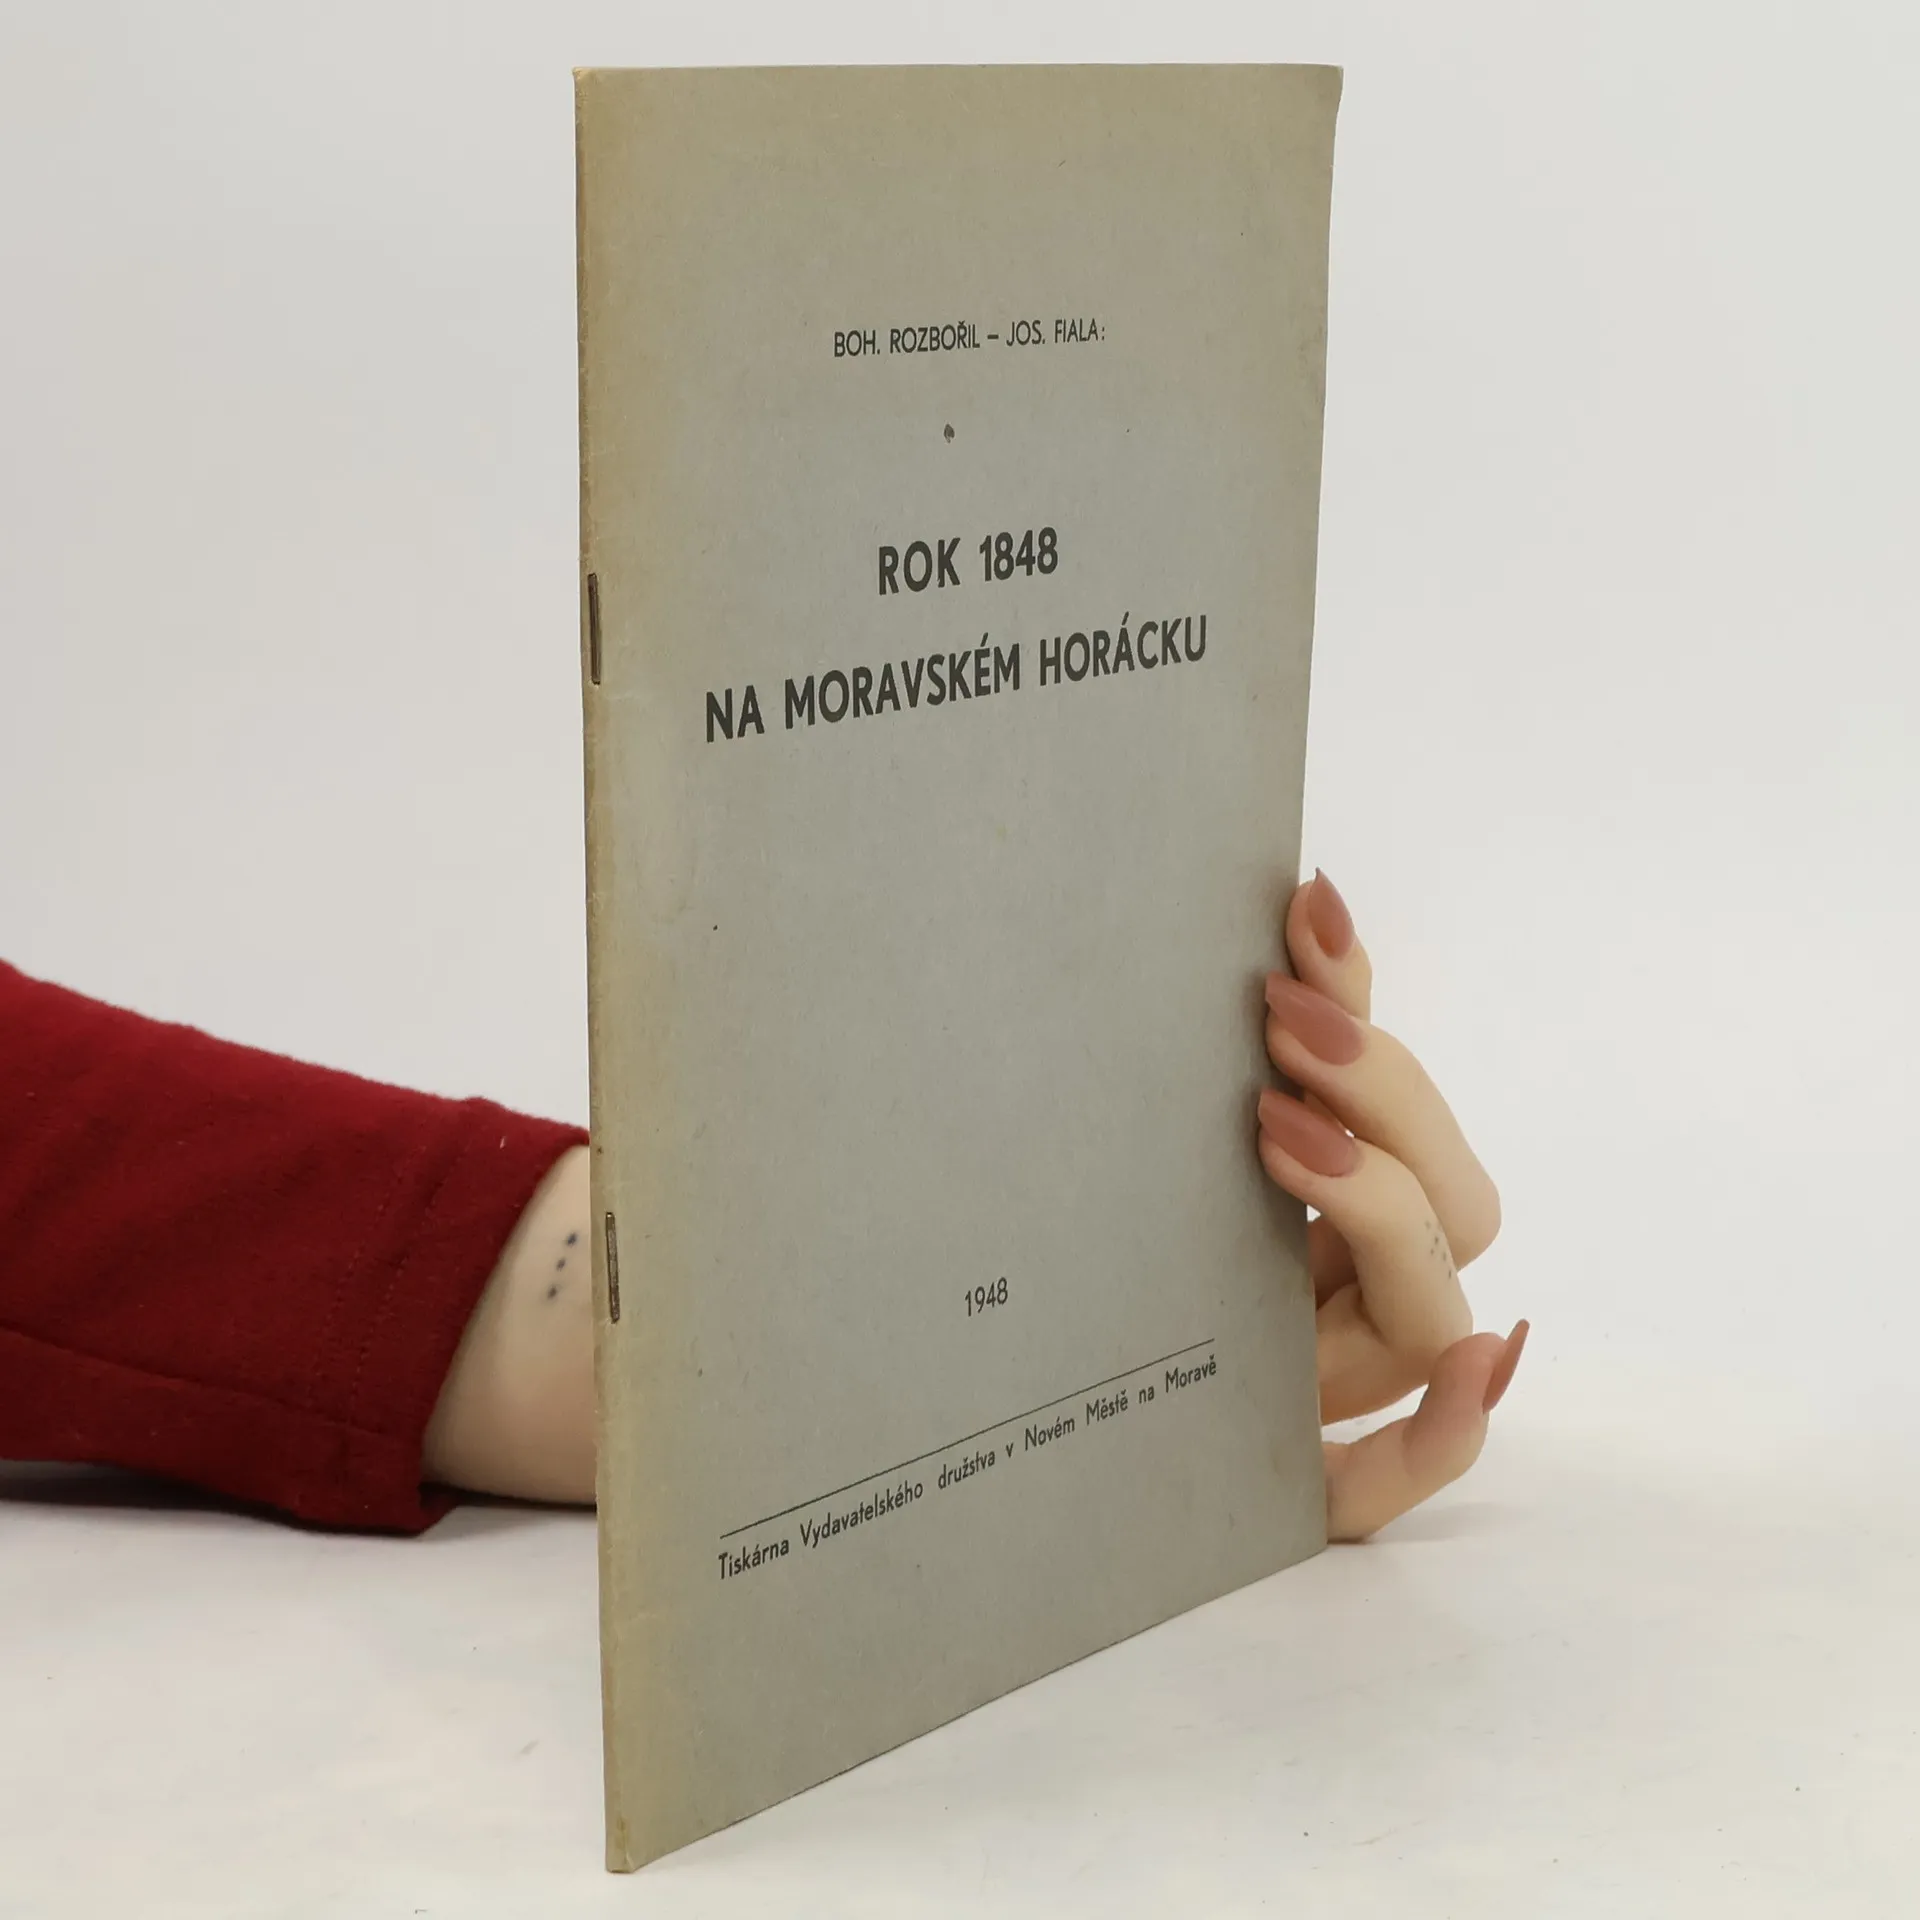 BOH. ROZBOŘIL – JOS. FIALA:
ROK 1848
NA MORAVSKÉM HORÁCKU
1948
Tiskárna Vydavatelského družstva v Novém Městě na Moravě